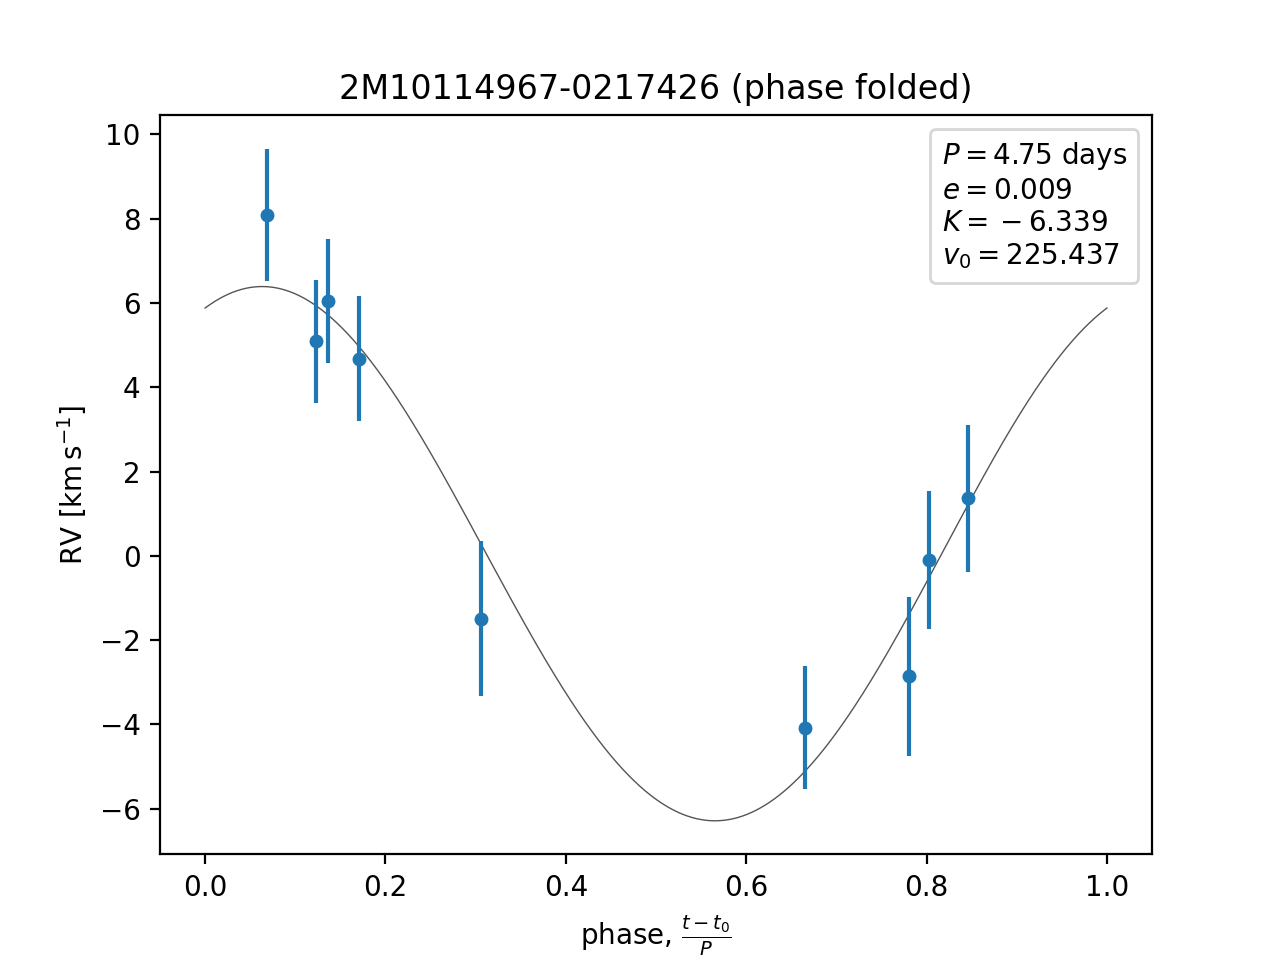 2M10114967-0217426 (phase folded)
P = 4.75 days
e = 0.009
K = −6.339
v₀ = 225.437
RV [km s⁻¹]
10
8
6
4
2
0
−2
−4
−6
0.0 0.2 0.4 0.6 0.8 1.0
phase, (t − t₀)/P